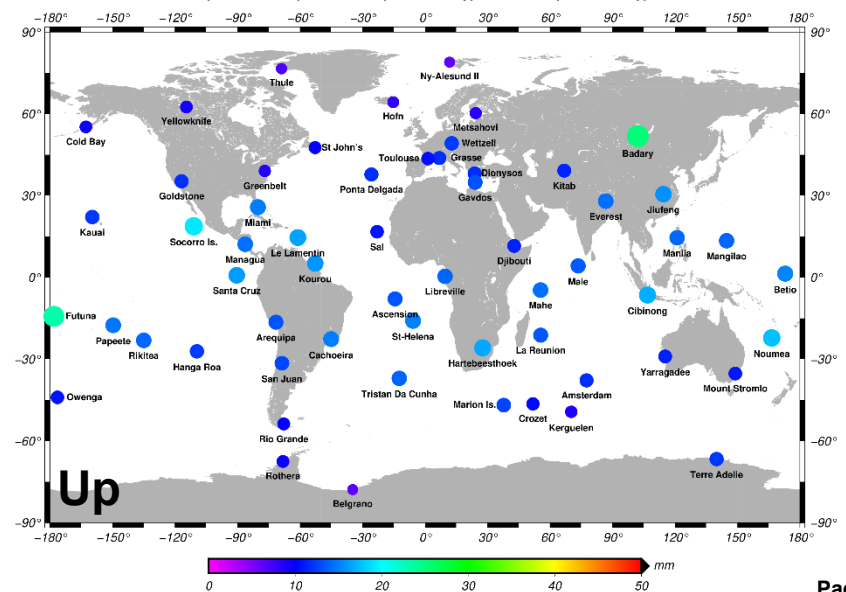 −180° −150° −120° −90° −60° −30° 0° 30° 60° 90° 120° 150° 180°
90° 90°
Ny-Alesund II
Thule
Hofn
60° 60°
Yellowknife
Metsahovi
Cold Bay
St John's
Wettzell
Badary
Toulouse Grasse
Greenbelt
Dionysos
Goldstone
Ponta Delgada
Kitab
30° 30°
Gavdos
Everest
Jiufeng
Kauai
Miami
Socorro Is.
Le Lamentin
Sal
Managua
Djibouti
Manila
Mangilao
Kourou
Male
0° 0°
Santa Cruz
Libreville
Betio
Mahe
Cibinong
Futuna
Ascension
Papeete
Arequipa
St-Helena
Rikitea
Cachoeira
La Reunion
Noumea
−30° −30°
Hanga Roa
Hartebeesthoek
Yarragadee
San Juan
Mount Stromlo
Owenga
Tristan Da Cunha
Amsterdam
Marion Is.
Crozet
Kerguelen
Rio Grande
−60° −60°
Rothera
Terre Adelie
Up
Belgrano
−90° −90°
−180° −150° −120° −90° −60° −30° 0° 30° 60° 90° 120° 150° 180°
mm
0 10 20 30 40 50